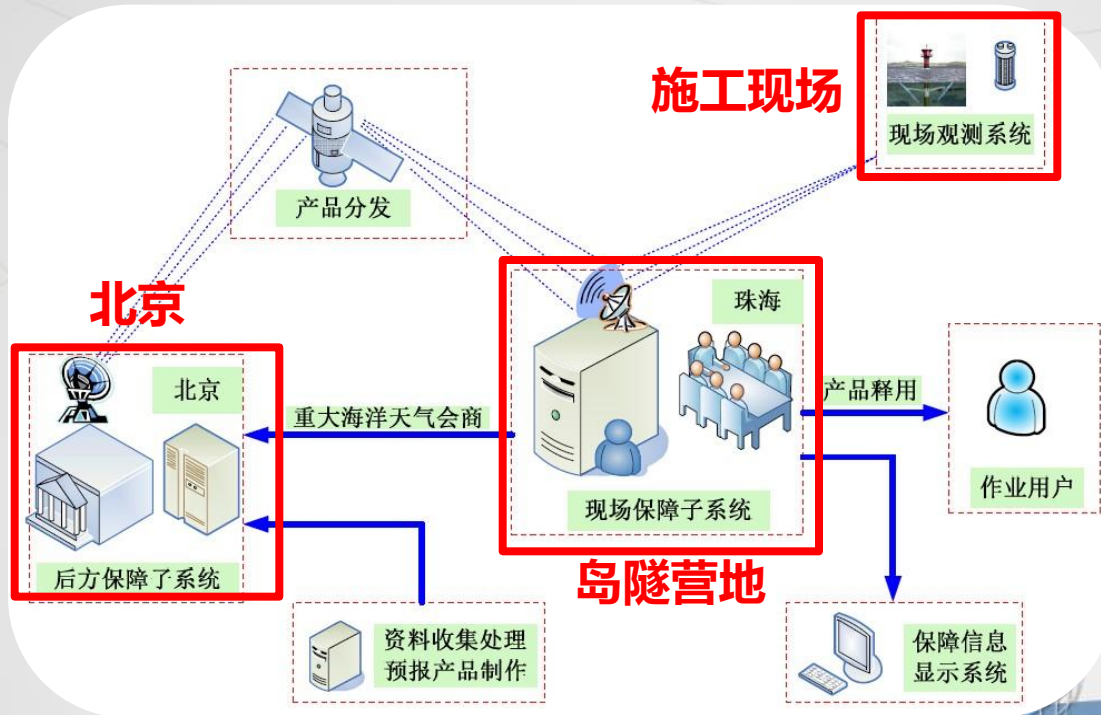 施工现场
现场观测系统
产品分发
北京
北京
珠海
重大海洋天气会商
产品释用
后方保障了系统
现场保障子系统
作业用户
岛隧营地
资料收集处理
预报产品制作
保障信息
显示系统